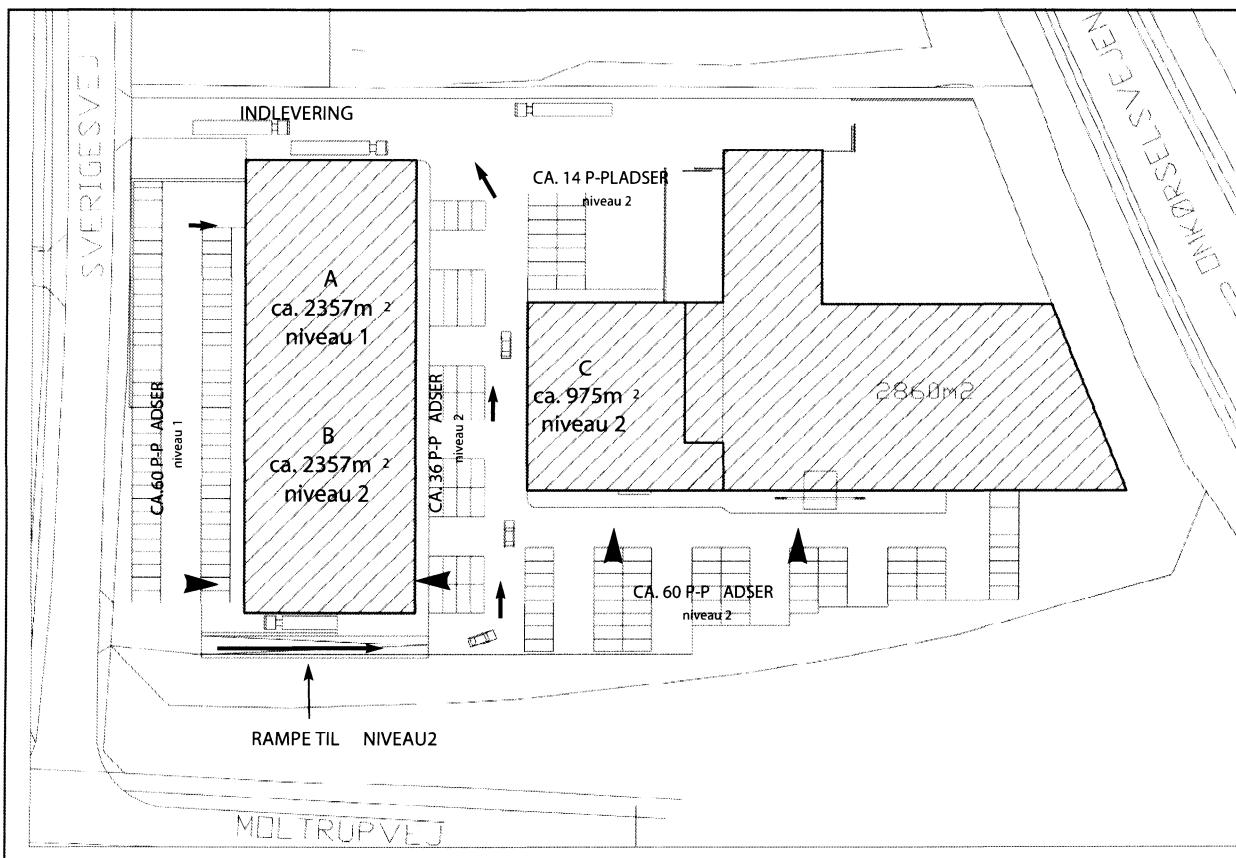 INDLEVERING
CA. 14 P-PLADSER
niveau 2
SVERIGESVEJ
OMKØRSELSVEJEN
A
ca. 2357m 2
niveau 1
B
ca. 2357m 2
niveau 2
C
ca. 975m 2
niveau 2
2860m2
CA.60 P-P ADSER
niveau 1
CA. 36 P-P ADSER
niveau 2
CA. 60 P-P ADSER
niveau 2
RAMPE TIL NIVEAU2
MOLTRUPVEJ